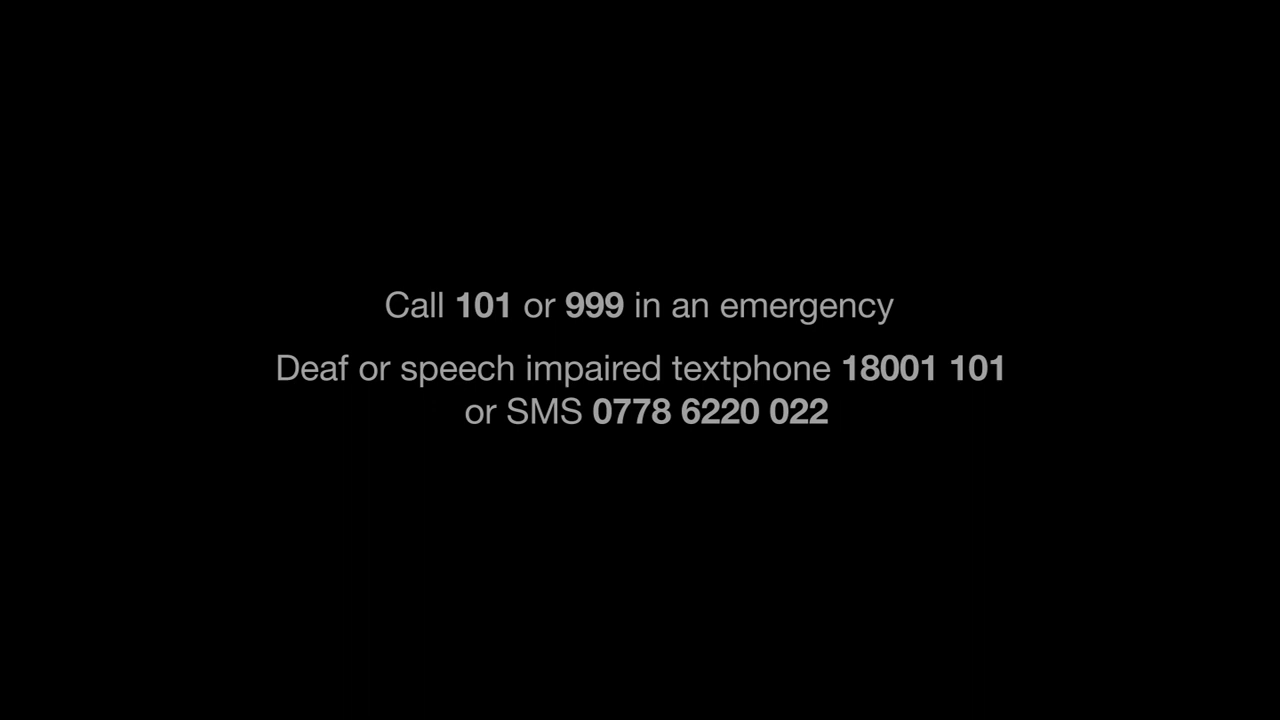 Call 101 or 999 in an emergency
Deaf or speech impaired textphone 18001 101
or SMS 0778 6220 022